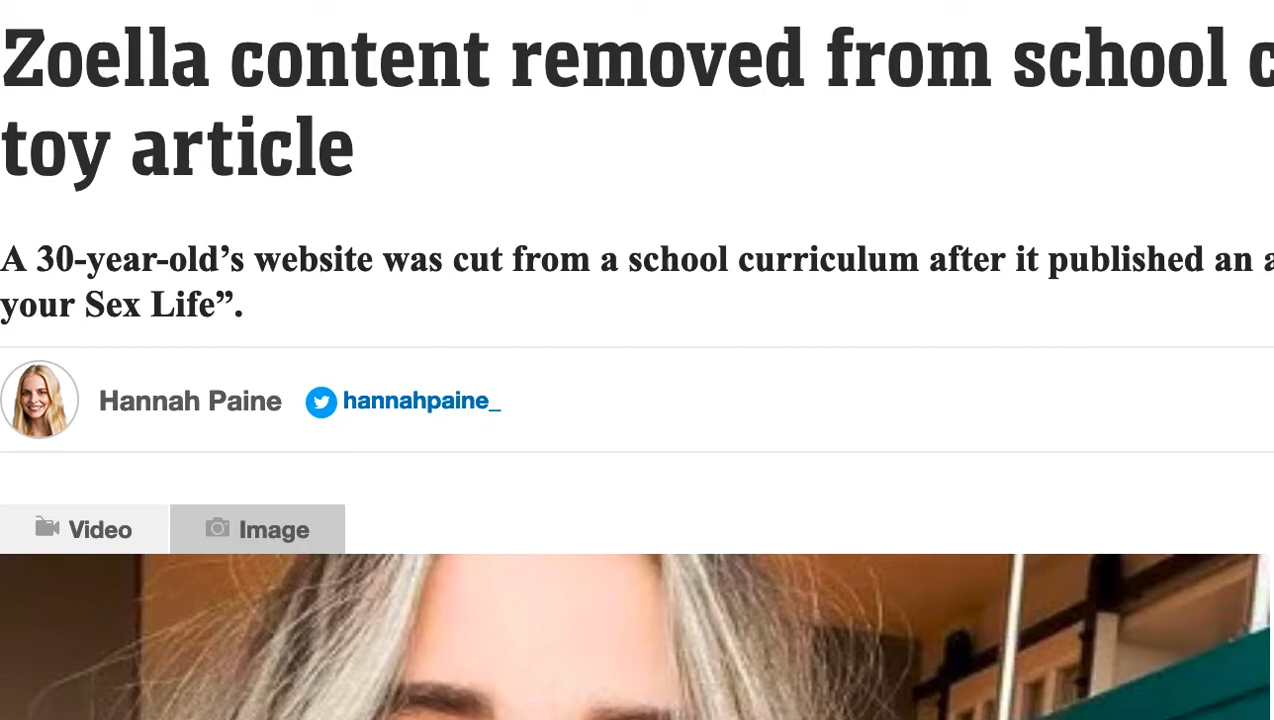 Zoella content removed from school
toy article
A 30-year-old’s website was cut from a school curriculum after it published an
your Sex Life”.
Hannah Paine hannahpaine_
Video Image